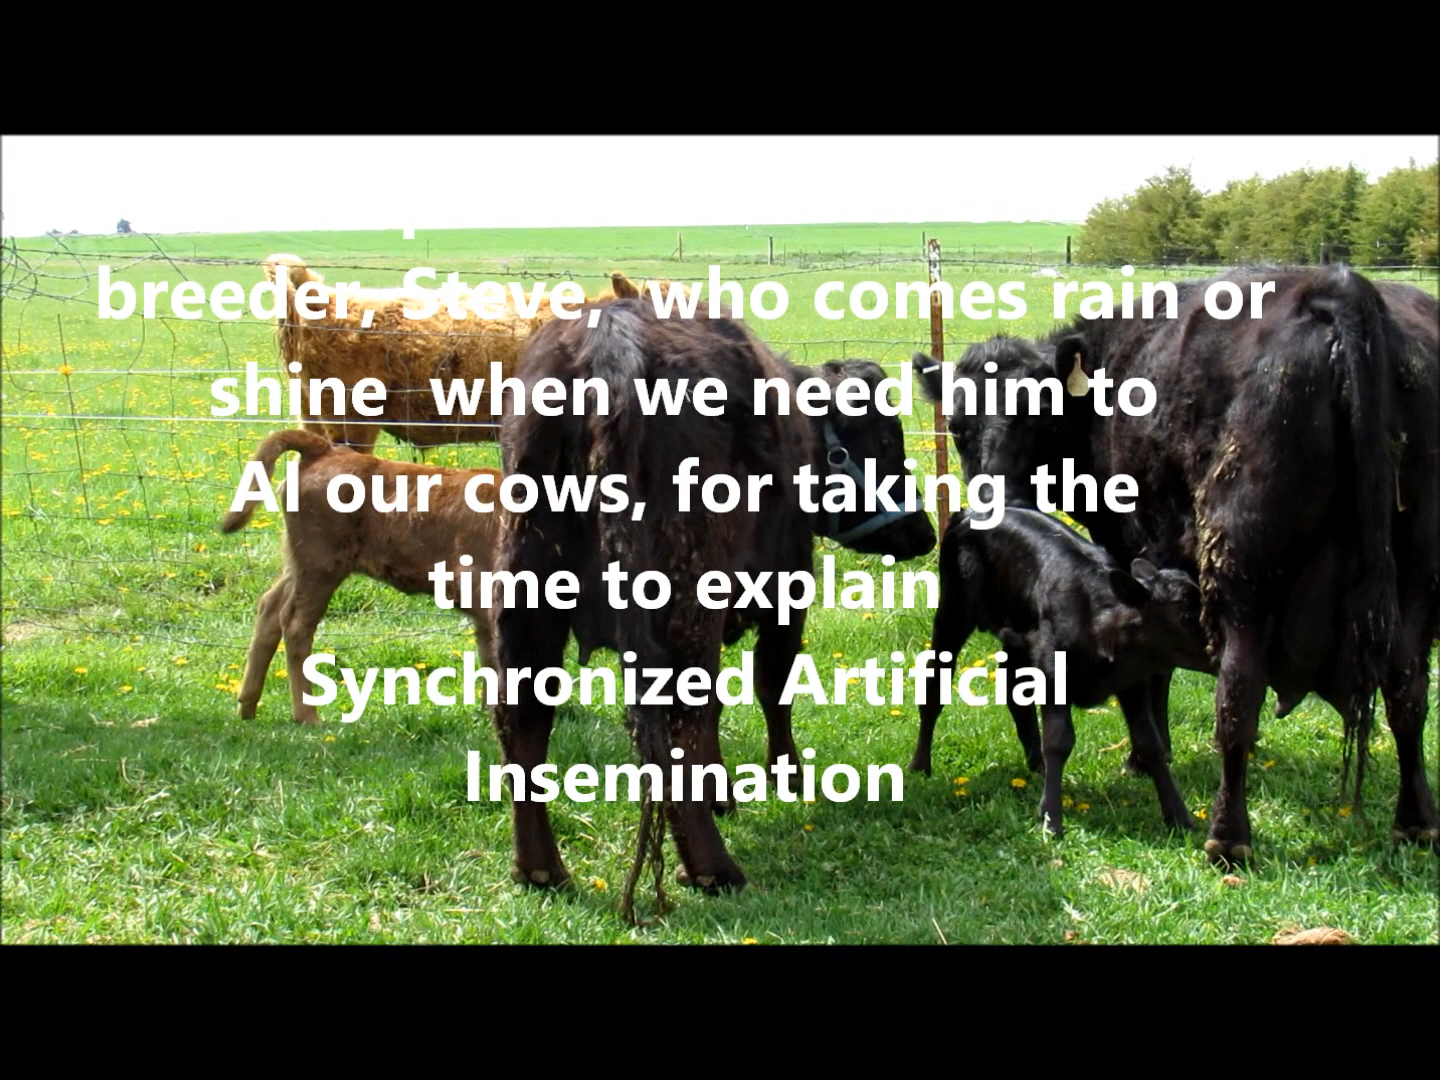 breeder, Steve, who comes rain or
shine when we need him to
AI our cows, for taking the
time to explain
Synchronized Artificial
Insemination